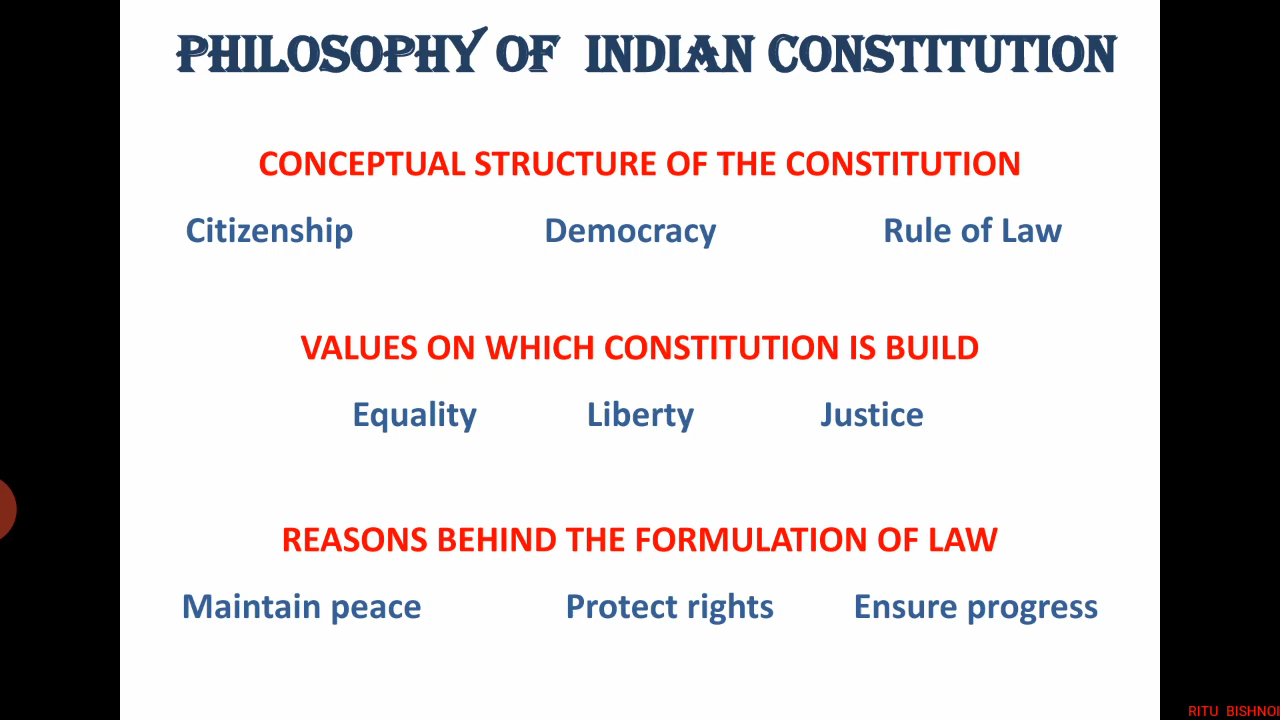 PHILOSOPHY OF INDIAN CONSTITUTION
CONCEPTUAL STRUCTURE OF THE CONSTITUTION
Citizenship Democracy Rule of Law
VALUES ON WHICH CONSTITUTION IS BUILD
Equality Liberty Justice
REASONS BEHIND THE FORMULATION OF LAW
Maintain peace Protect rights Ensure progress
RITU BISHNOI